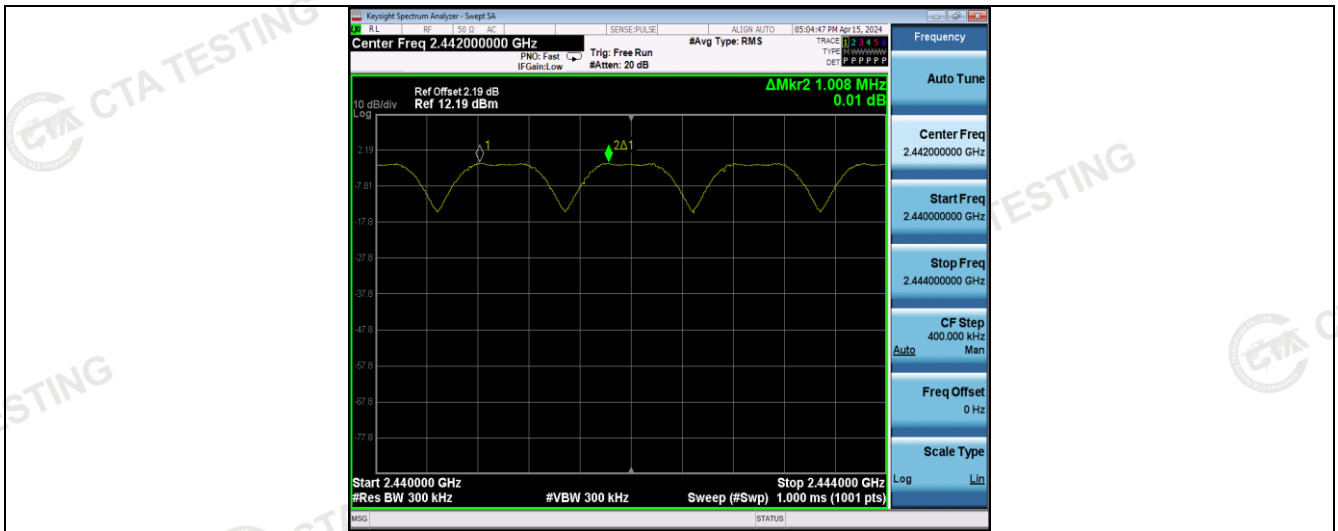 CTA TESTING
Keysight Spectrum Analyzer - Swept SA
RL RF 50 Ω AC SENSE:PULSE ALIGN AUTO 05:04:47 PM Apr 15, 2024
Center Freq 2.442000000 GHz #Avg Type: RMS TRACE 1 2 3 4 5 6
PNO: Fast Trig: Free Run TYPE M WWWWW
IFGain:Low #Atten: 20 dB DET P P P P P P
Frequency
ΔMkr2 1.008 MHz
0.01 dB
Ref Offset 2.19 dB
10 dB/div Ref 12.19 dBm
Log
Auto Tune
1
2Δ1
2.19
-7.81
-17.8
-27.8
-37.8
-47.8
-57.8
-67.8
-77.8
Center Freq
2.442000000 GHz
Start Freq
2.440000000 GHz
Stop Freq
2.444000000 GHz
CF Step
400.000 kHz
Auto Man
Freq Offset
0 Hz
Scale Type
Log Lin
Start 2.440000 GHz Stop 2.444000 GHz
#Res BW 300 kHz #VBW 300 kHz Sweep (#Swp) 1.000 ms (1001 pts)
MSG STATUS
TESTING
STING